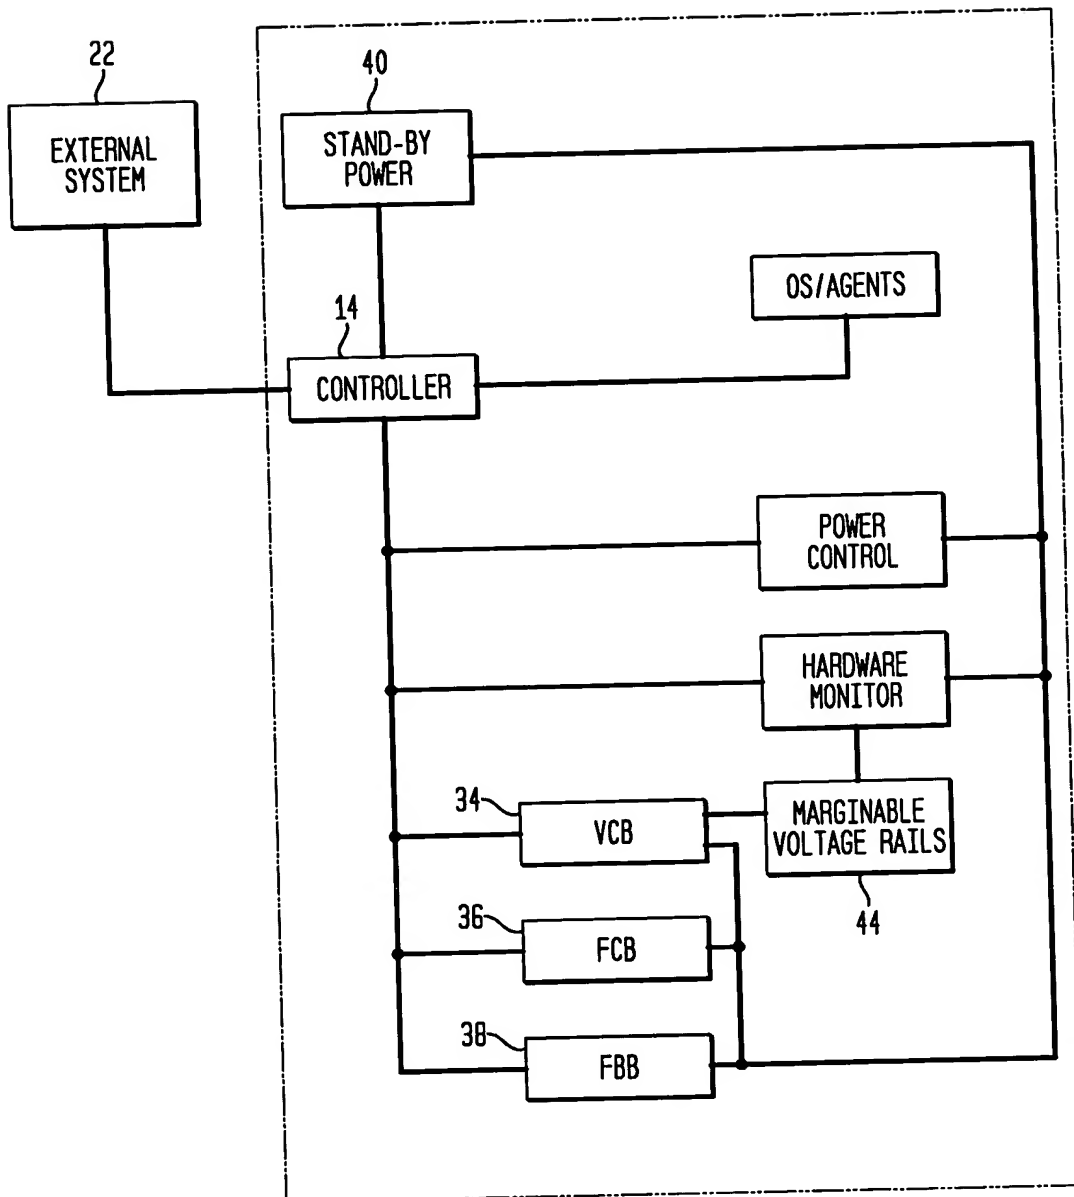 22
EXTERNAL
SYSTEM
40
STAND-BY
POWER
OS/AGENTS
14
CONTROLLER
POWER
CONTROL
HARDWARE
MONITOR
34
VCB
MARGINABLE
VOLTAGE RAILS
44
36
FCB
38
FBB